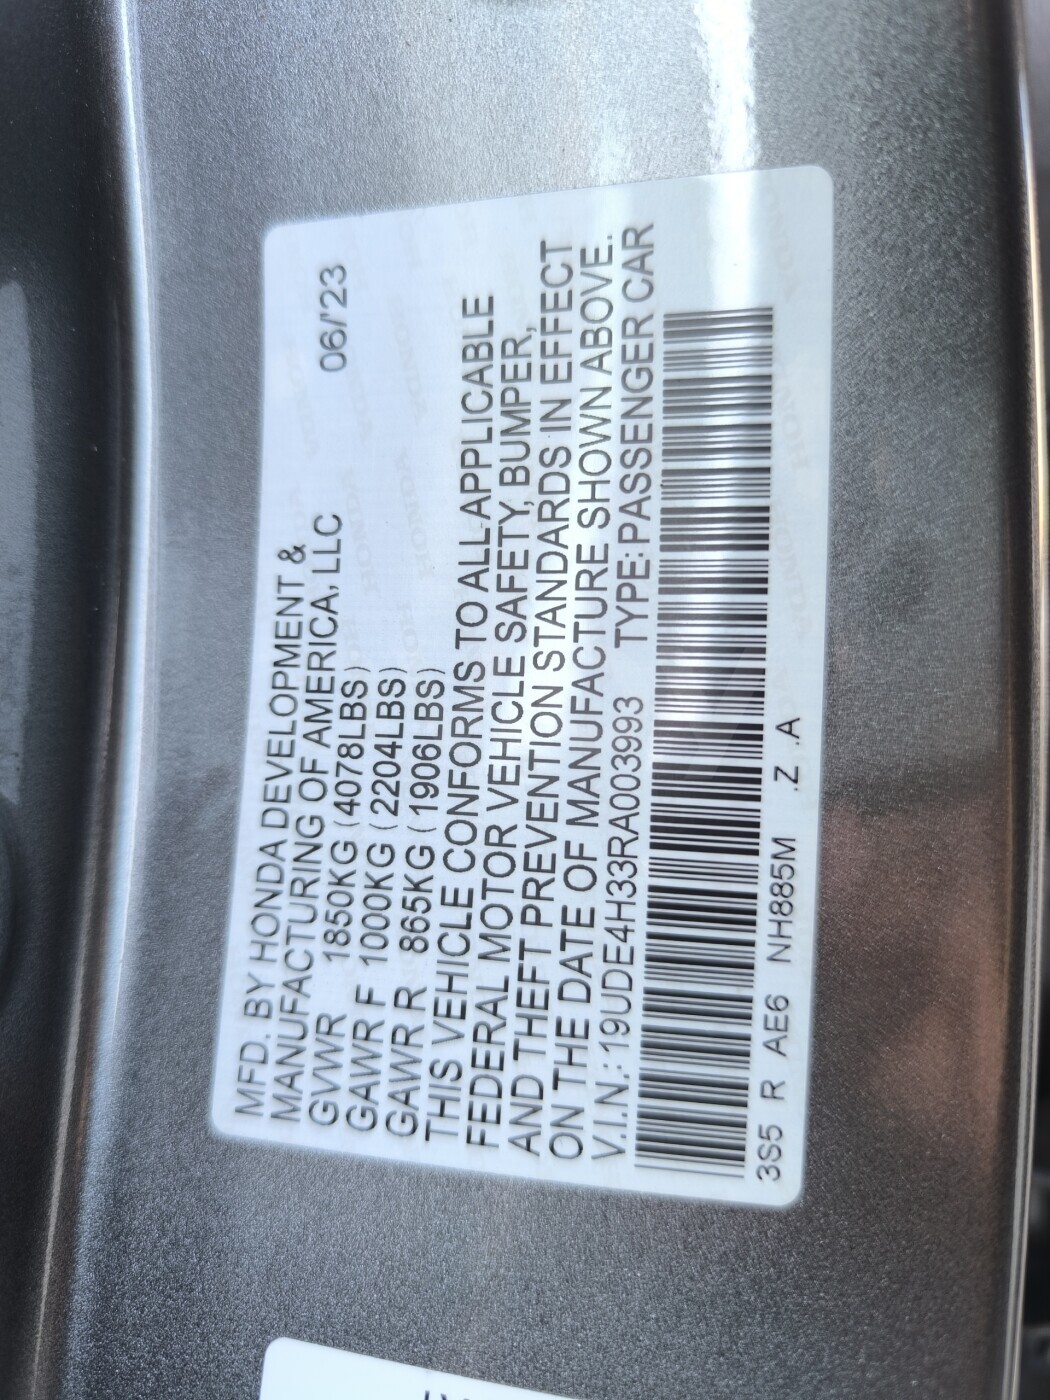 MFD. BY HONDA DEVELOPMENT &
MANUFACTURING OF AMERICA, LLC 06/'23
GVWR 1850KG (4078LBS)
GAWR F 1000KG (2204LBS)
GAWR R 865KG (1906LBS)
THIS VEHICLE CONFORMS TO ALL APPLICABLE
FEDERAL MOTOR VEHICLE SAFETY, BUMPER,
AND THEFT PREVENTION STANDARDS IN EFFECT
ON THE DATE OF MANUFACTURE SHOWN ABOVE.
V.I.N.:19UDE4H33RA003993 TYPE:PASSENGER CAR
3S5 R AE6 NH885M .Z .A